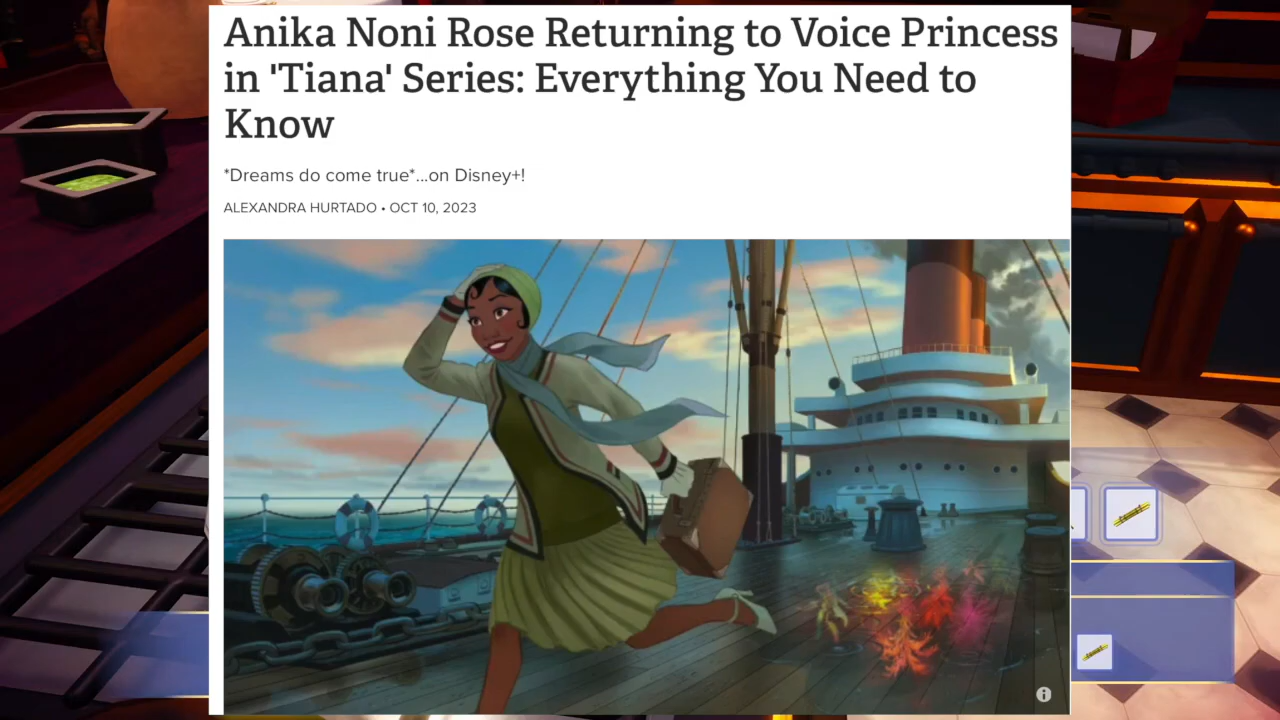 Anika Noni Rose Returning to Voice Princess
in 'Tiana' Series: Everything You Need to
Know
*Dreams do come true*...on Disney+!
ALEXANDRA HURTADO • OCT 10, 2023